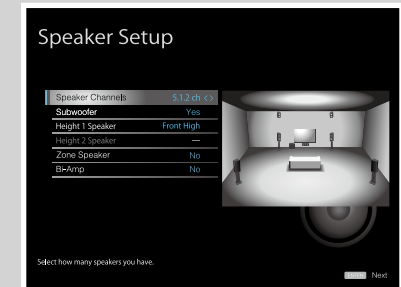 Speaker Setup
Speaker Channels 5.1.2 ch < >
Subwoofer Yes
Height 1 Speaker Front High
Height 2 Speaker —
Zone Speaker No
Bi-Amp No
Select how many speakers you have.
ENTER Next